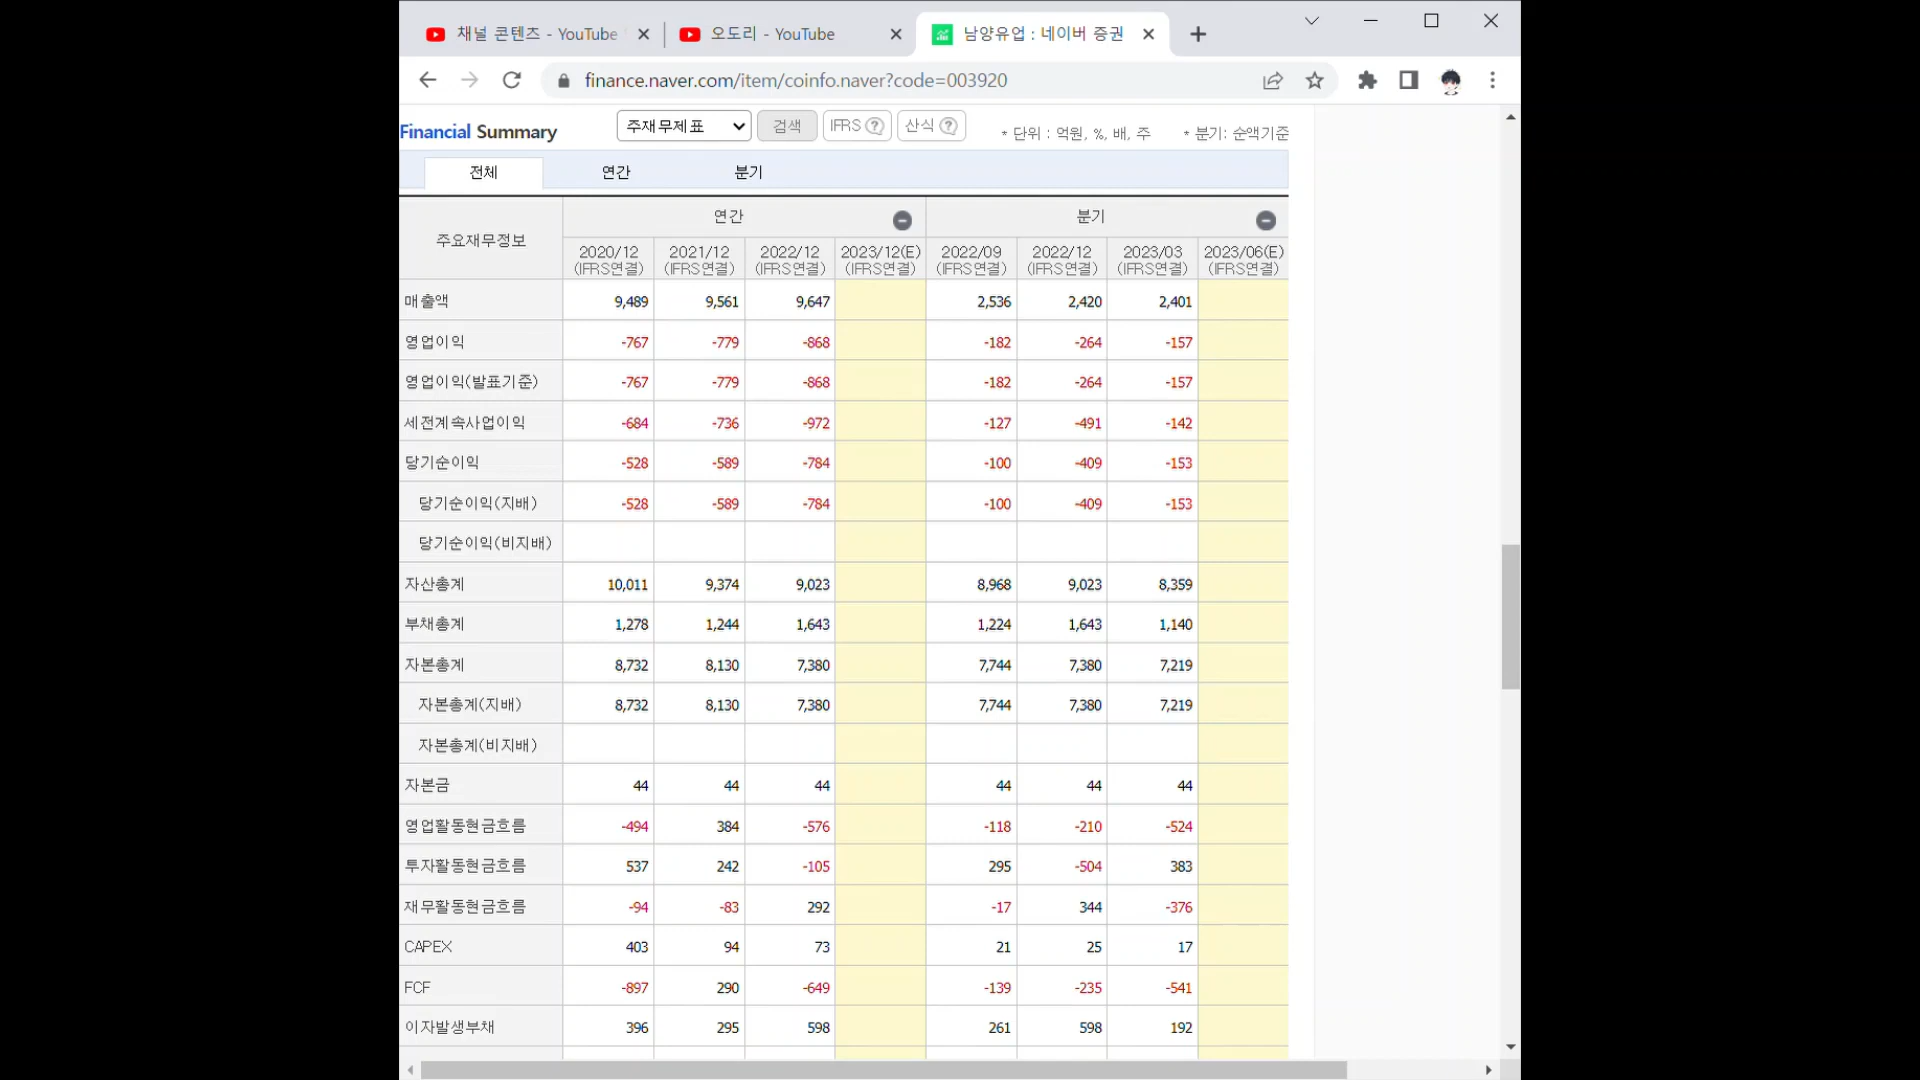 채널 콘텐츠 - YouTube
오도리 - YouTube
남양유업 : 네이버 증권
finance.naver.com/item/coinfo.naver?code=003920
Financial Summary
주재무제표
검색
IFRS ?
산식 ?
* 단위 : 억원, %, 배, 주 * 분기: 순액기준
전체 연간 분기
주요재무정보 연간 분기
2020/12 (IFRS연결) 2021/12 (IFRS연결) 2022/12 (IFRS연결) 2023/12(E) (IFRS연결) 2022/09 (IFRS연결) 2022/12 (IFRS연결) 2023/03 (IFRS연결) 2023/06(E) (IFRS연결)
매출액 9,489 9,561 9,647 2,536 2,420 2,401
영업이익 -767 -779 -868 -182 -264 -157
영업이익(발표기준) -767 -779 -868 -182 -264 -157
세전계속사업이익 -684 -736 -972 -127 -491 -142
당기순이익 -528 -589 -784 -100 -409 -153
당기순이익(지배) -528 -589 -784 -100 -409 -153
당기순이익(비지배)
자산총계 10,011 9,374 9,023 8,968 9,023 8,359
부채총계 1,278 1,244 1,643 1,224 1,643 1,140
자본총계 8,732 8,130 7,380 7,744 7,380 7,219
자본총계(지배) 8,732 8,130 7,380 7,744 7,380 7,219
자본총계(비지배)
자본금 44 44 44 44 44 44
영업활동현금흐름 -494 384 -576 -118 -210 -524
투자활동현금흐름 537 242 -105 295 -504 383
재무활동현금흐름 -94 -83 292 -17 344 -376
CAPEX 403 94 73 21 25 17
FCF -897 290 -649 -139 -235 -541
이자발생부채 396 295 598 261 598 192